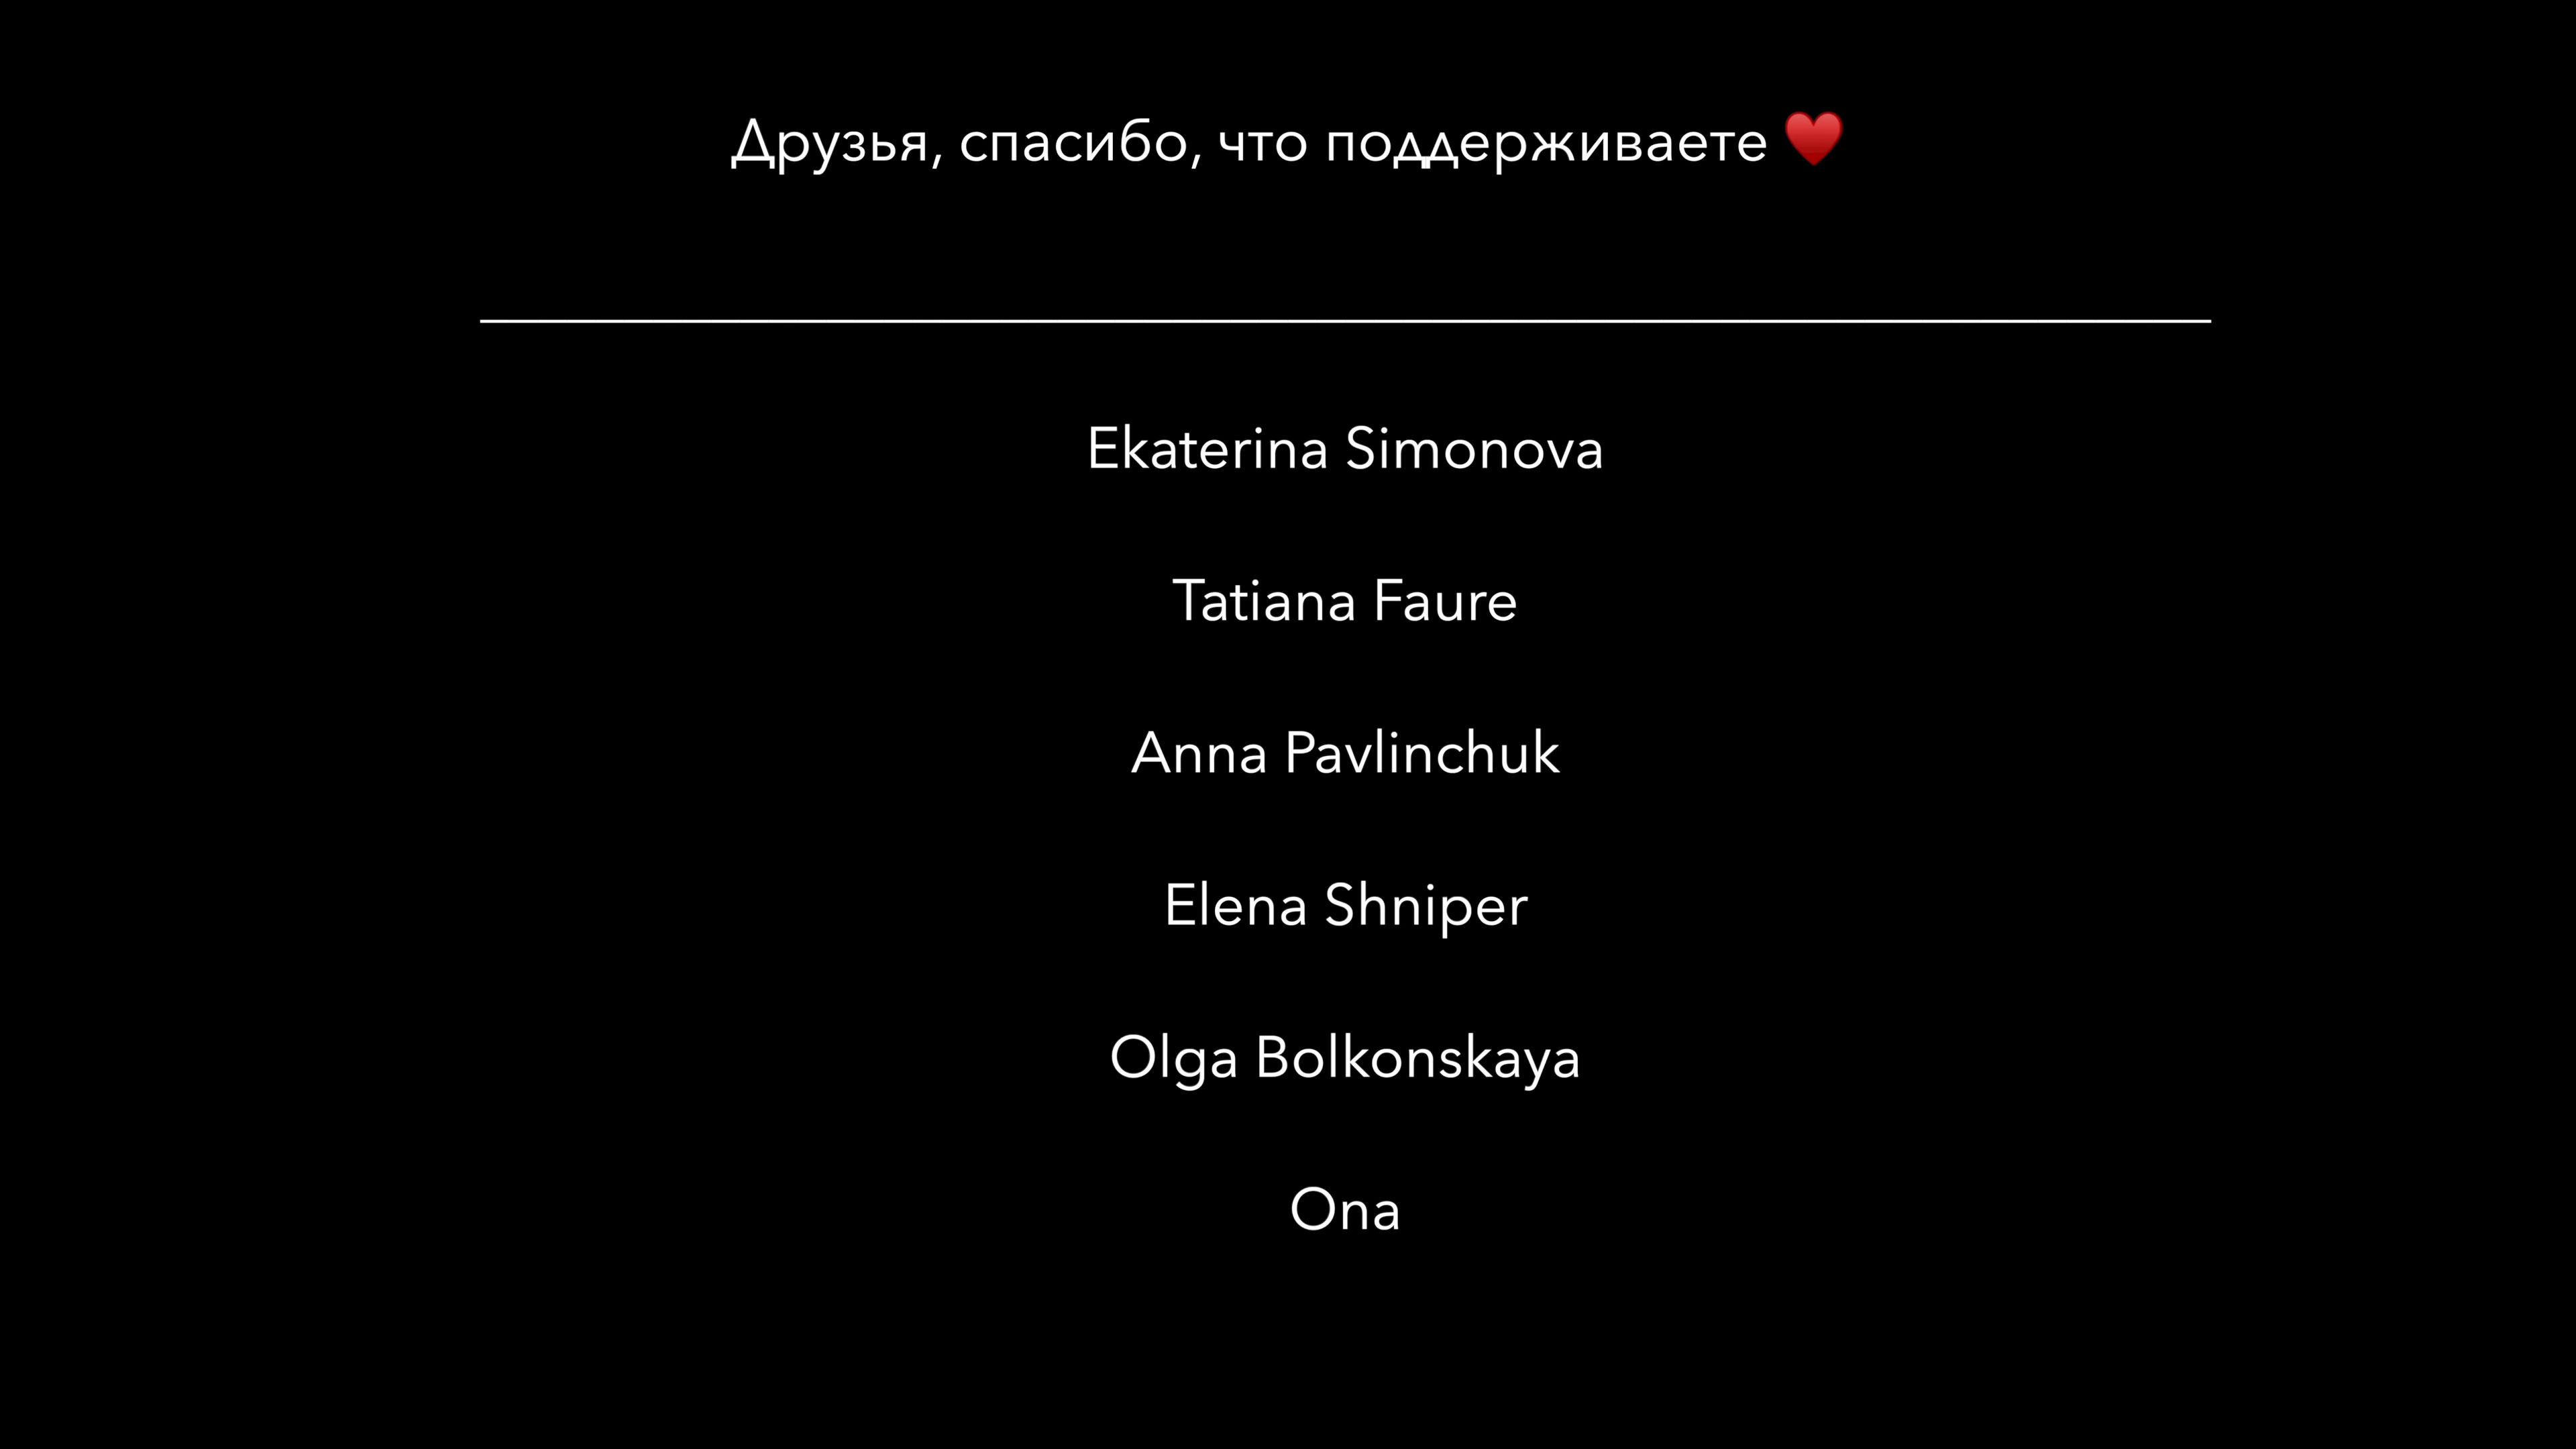 Друзья, спасибо, что поддерживаете ♥️
Ekaterina Simonova
Tatiana Faure
Anna Pavlinchuk
Elena Shniper
Olga Bolkonskaya
Ona